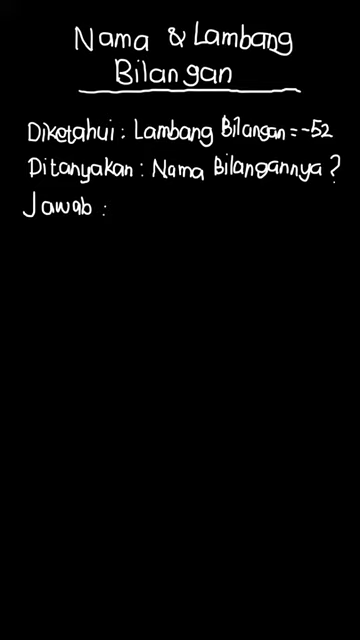 Nama & Lambang
Bilangan
Diketahui : Lambang Bilangan = -52
Ditanyakan : Nama Bilangannya ?
Jawab :